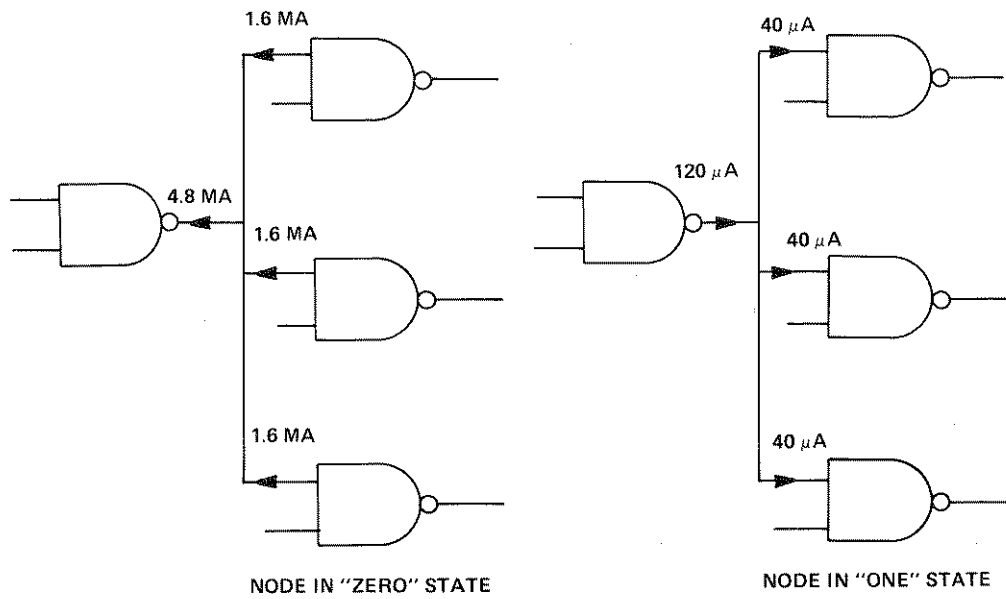 1.6 MA
4.8 MA
1.6 MA
1.6 MA
NODE IN "ZERO" STATE
40 µA
120 µA
40 µA
40 µA
NODE IN "ONE" STATE